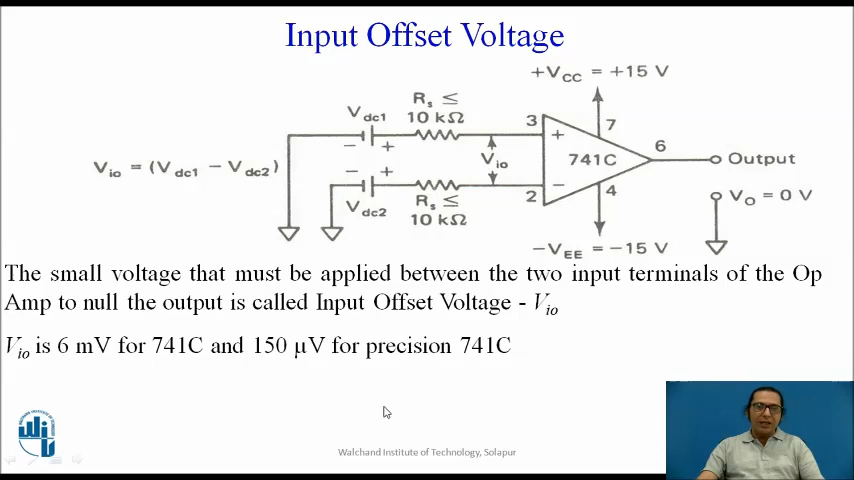 Input Offset Voltage
+VCC = +15 V
Vdc1
Rs ≤
10 kΩ
3
7
6
+
− +
Vio = (Vdc1 − Vdc2)
Vio
741C
Output
− +
−
2
4
VO = 0 V
Vdc2
Rs ≤
10 kΩ
−VEE = −15 V
The small voltage that must be applied between the two input terminals of the Op
Amp to null the output is called Input Offset Voltage - Vio
Vio is 6 mV for 741C and 150 µV for precision 741C
Walchand Institute of Technology, Solapur